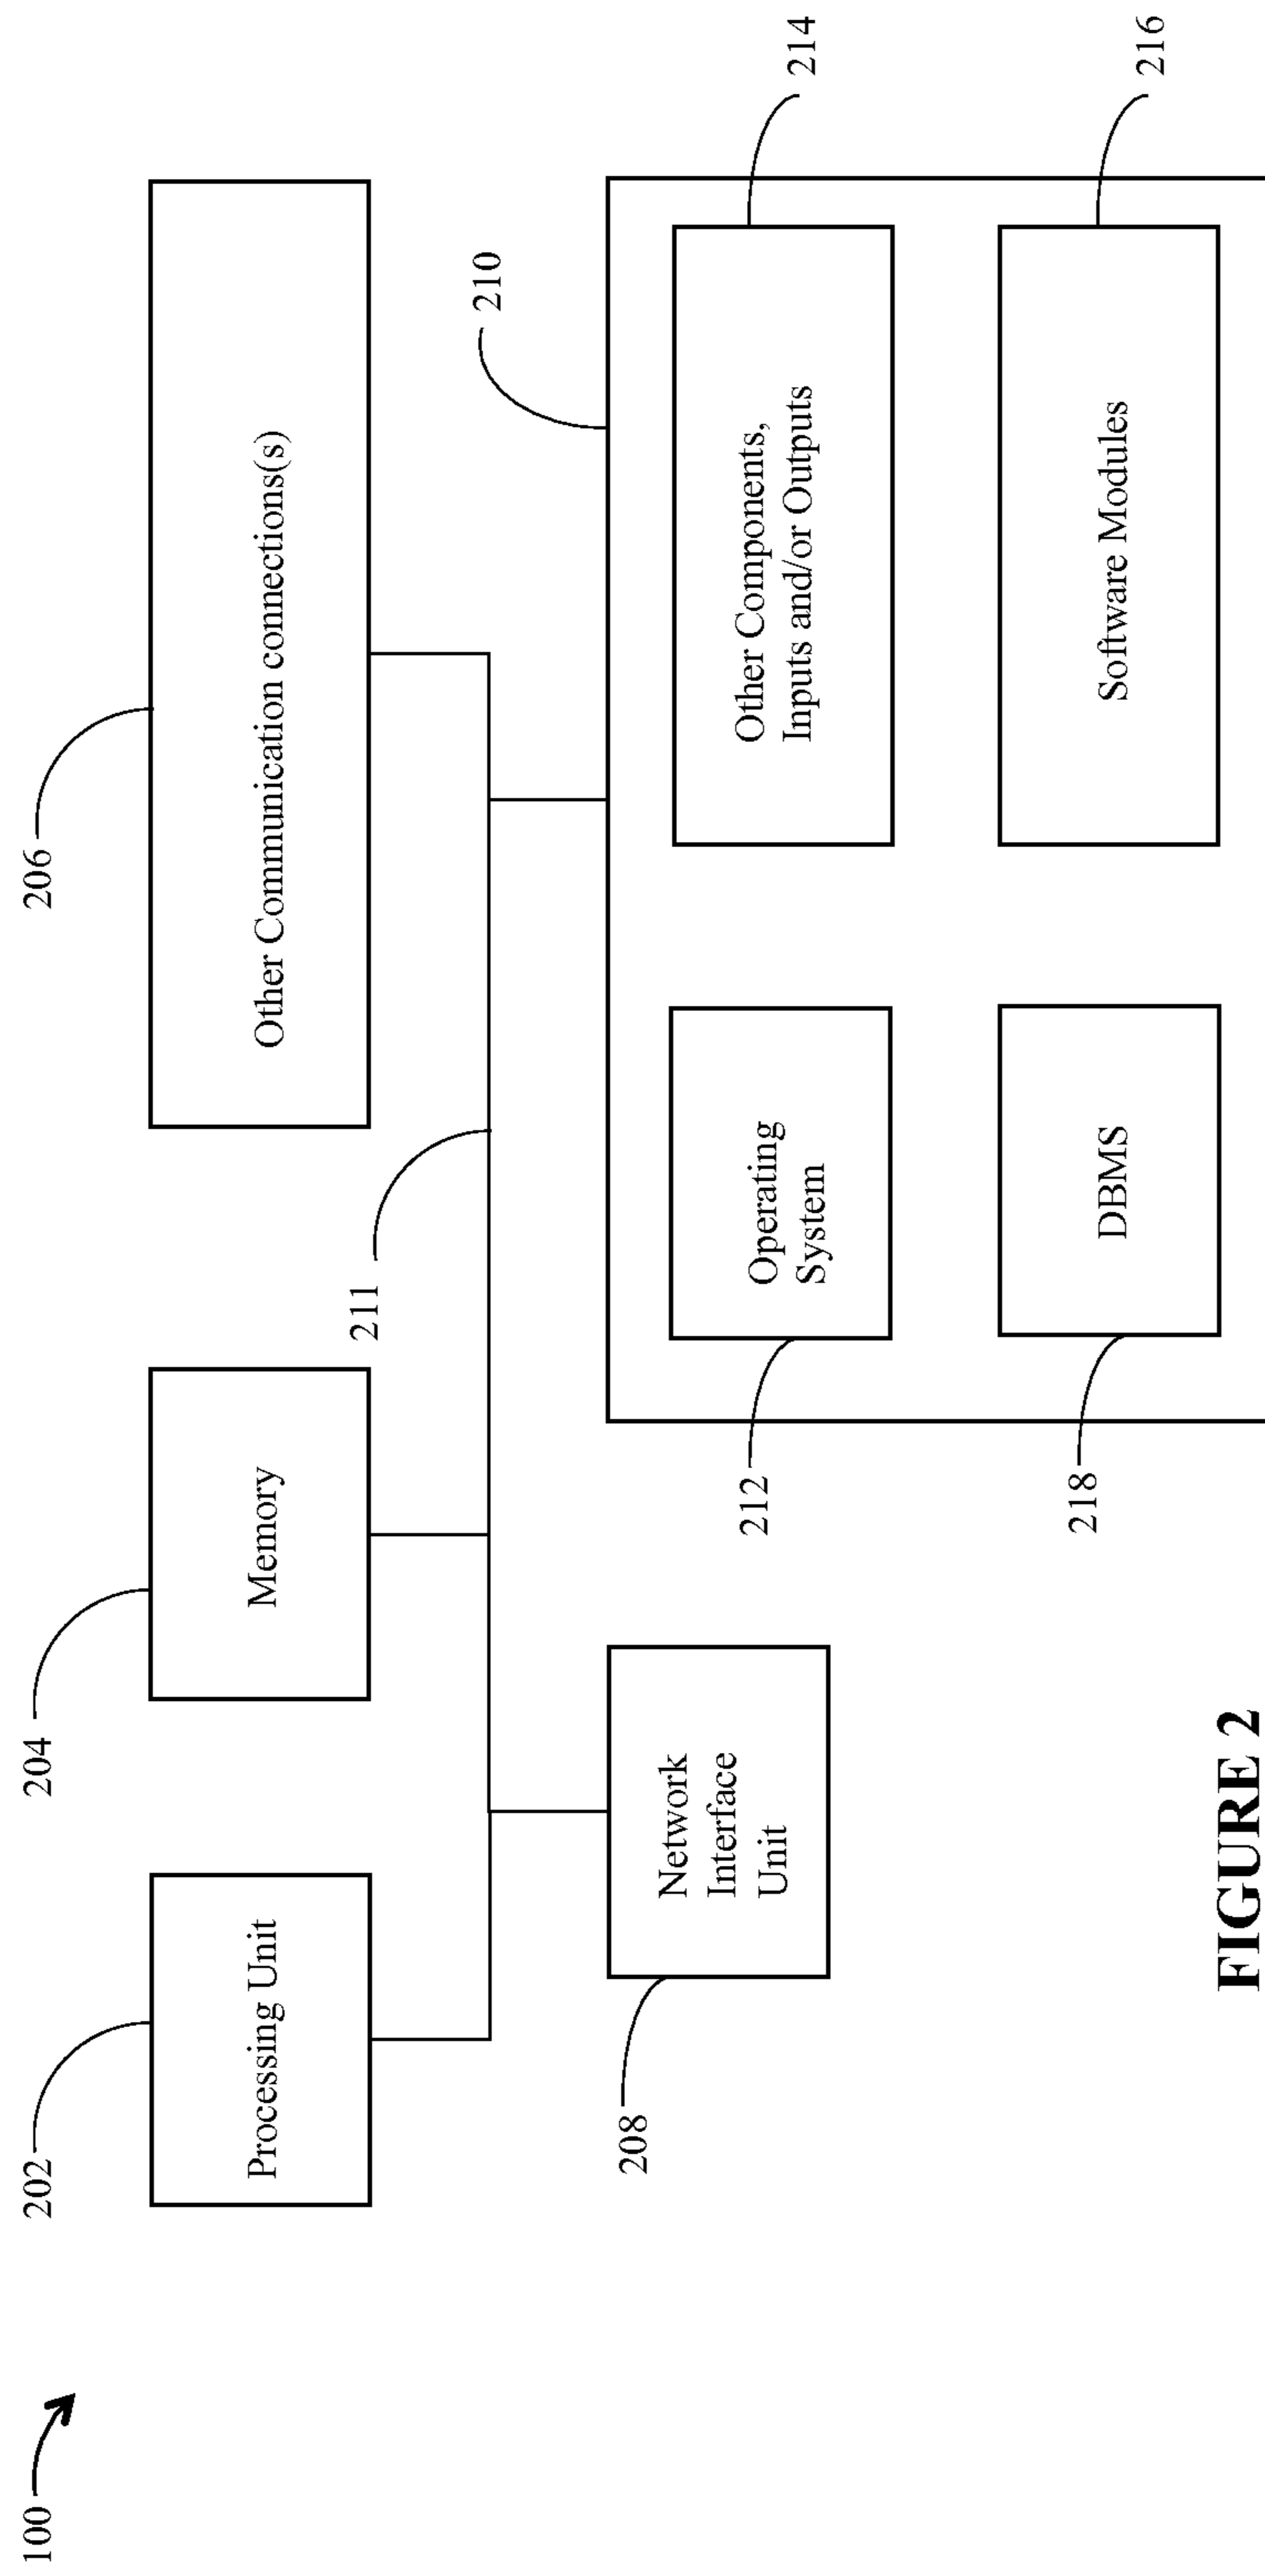 100
202
204
206
Processing Unit
Memory
Other Communication connections(s)
211
210
208
Network
Interface
Unit
212
Operating
System
Other Components,
Inputs and/or Outputs
214
218
DBMS
Software Modules
216
FIGURE 2